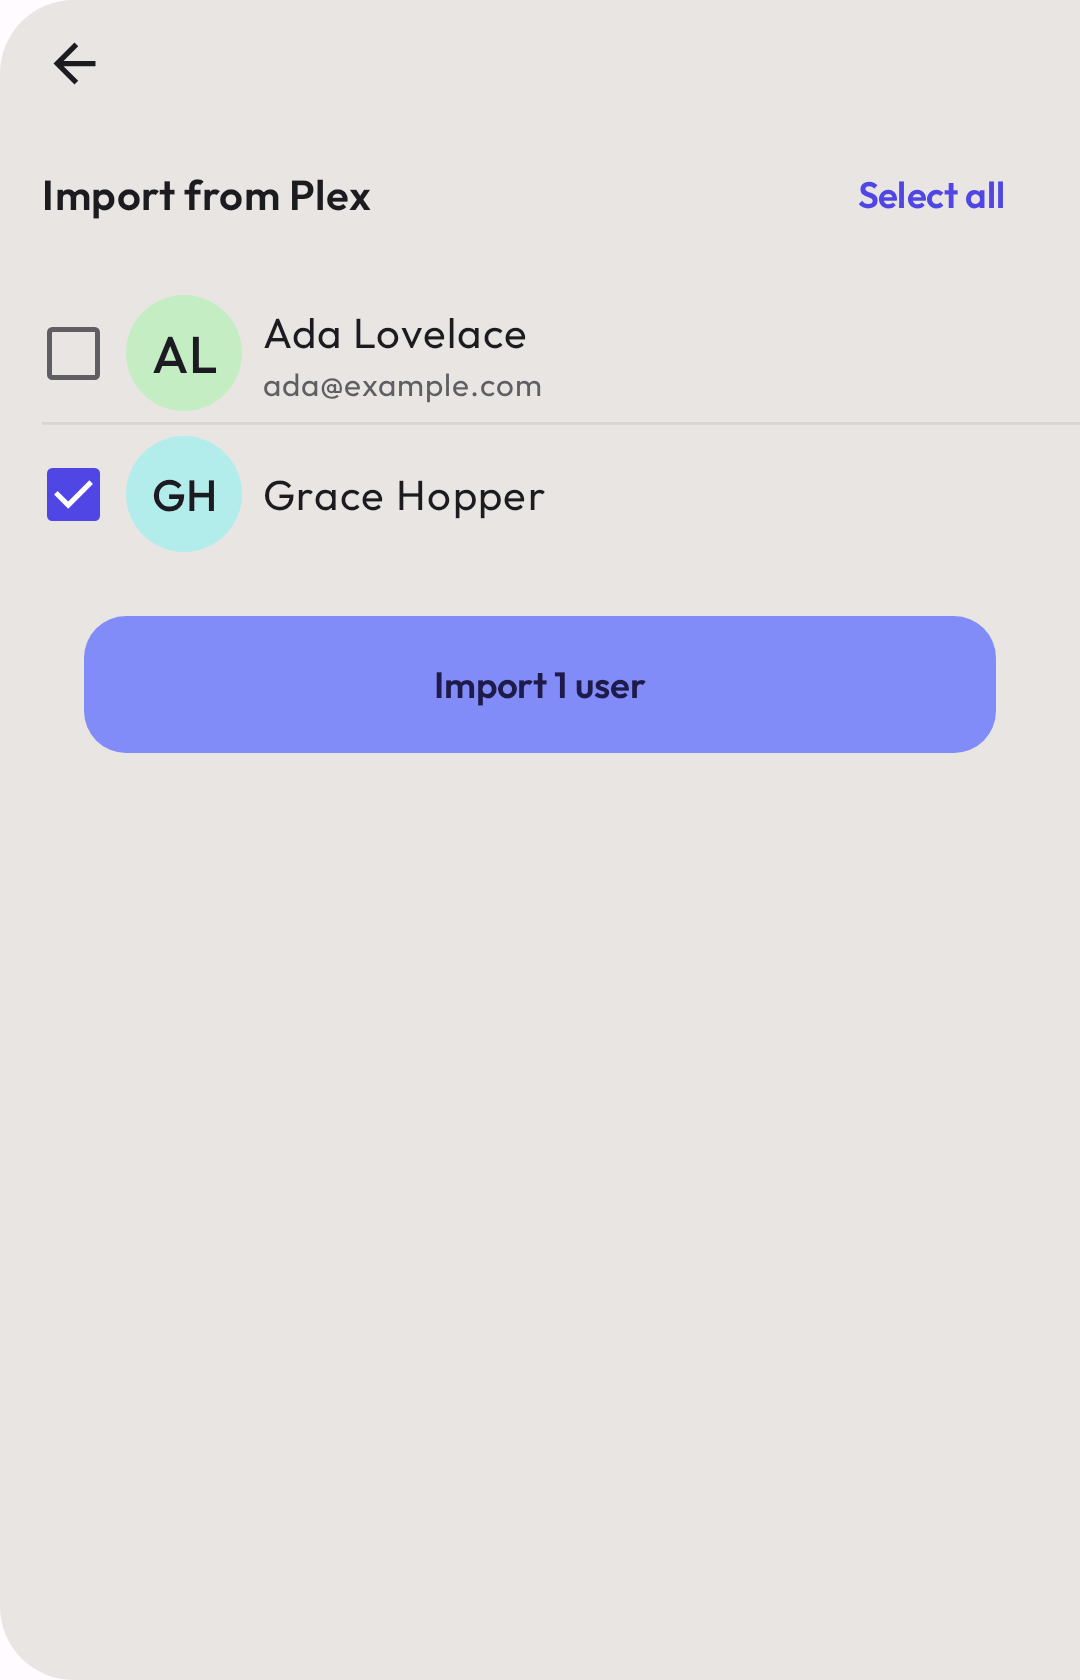 Import from Plex
Select all
AL
Ada Lovelace
ada@example.com
GH
Grace Hopper
Import 1 user